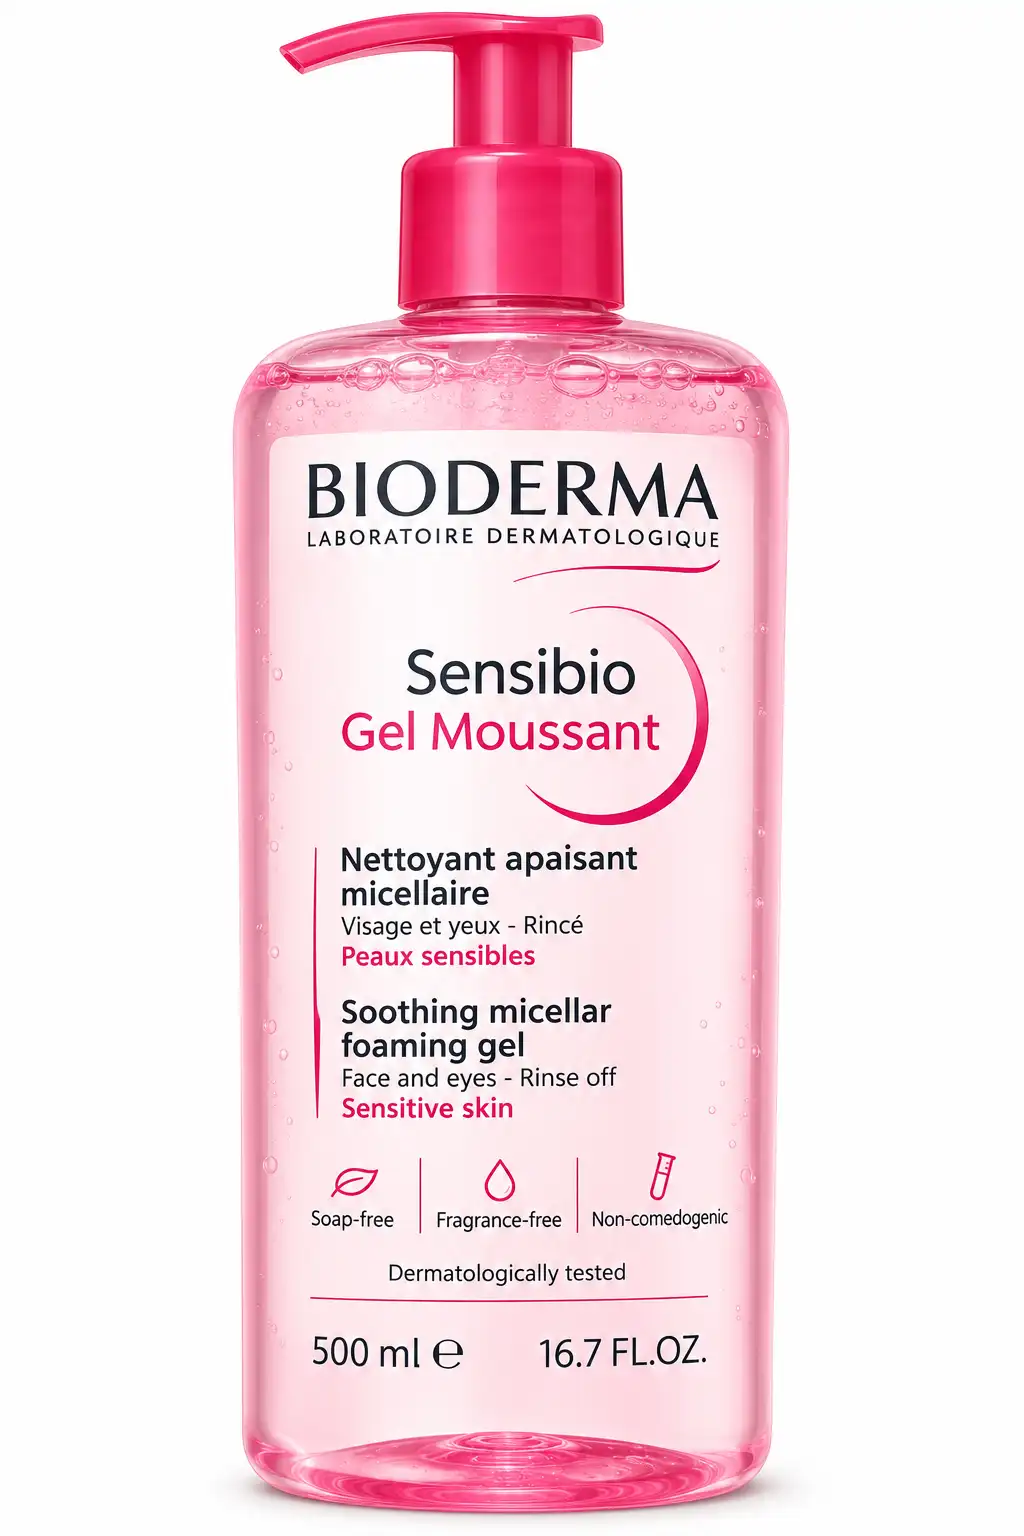 BIODERMA
LABORATOIRE DERMATOLOGIQUE
Sensibio
Gel Moussant
Nettoyant apaisant
micellaire
Visage et yeux - Rincé
Peaux sensibles
Soothing micellar
foaming gel
Face and eyes - Rinse off
Sensitive skin
Soap-free
Fragrance-free
Non-comedogenic
Dermatologically tested
500 ml ℮ 16.7 FL.OZ.